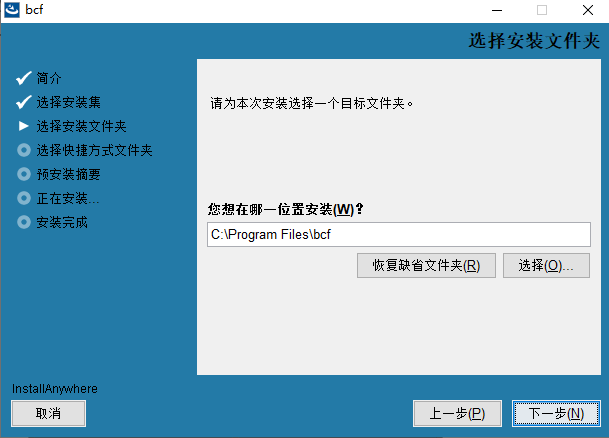 bcf
选择安装文件夹
简介
选择安装集
选择安装文件夹
选择快捷方式文件夹
预安装摘要
正在安装...
安装完成
请为本次安装选择一个目标文件夹。
您想在哪一位置安装(W)?
C:\Program Files\bcf
恢复缺省文件夹(R)
选择(O)...
InstallAnywhere
取消
上一步(P)
下一步(N)